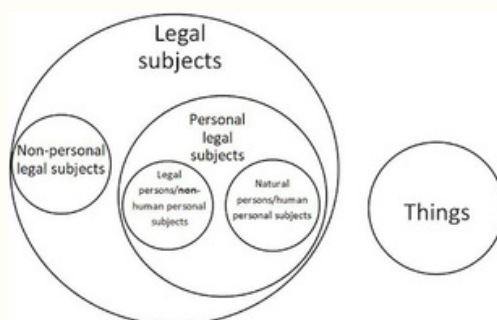 Legal
subjects
Non-personal
legal subjects
Personal
legal
subjects
Legal
persons/non-
human personal
subjects
Natural
persons/human
personal subjects
Things